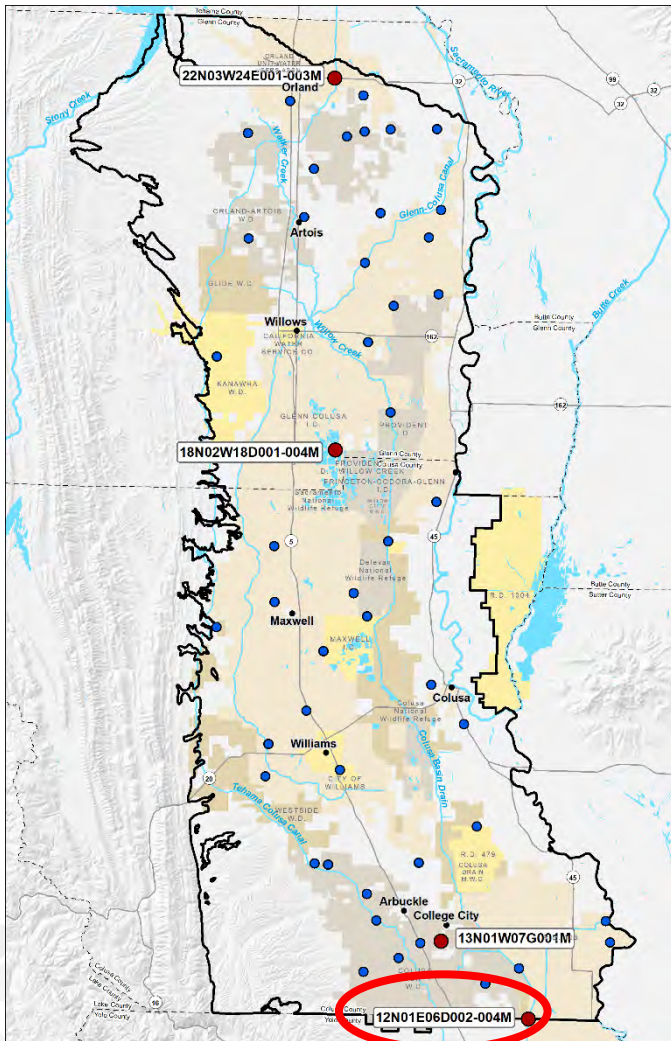 Tehama County
Glenn County
ORLAND
UNIT WATER
22N03W24E001-003M
Orland
Sacramento River
32
99
32
32
Stony Creek
Walker Creek
Glenn-Colusa Canal
ORLAND-ARTOIS
W.D.
Artois
GLIDE W.D.
Butte Creek
Willows
Willow Creek
CALIFORNIA
WATER
SERVICE CO
162
Butte County
Glenn County
KANAWHA
W.D.
162
GLENN COLUSA
I.D.
PROVIDENT
I.D.
18N02W18D001-004M
Glenn County
Colusa County
WILLOW CREEK
PRINCETON-CODORA-GLENN
I.D.
Sacramento
National
Wildlife Refuge
5
45
Delevan
National
Wildlife Refuge
R.D. 1004
Butte County
Sutter County
Maxwell
MAXWELL
I.D.
Colusa
Colusa
National
Wildlife Refuge
Colusa Basin Drain
Williams
20
CITY OF
WILLIAMS
Tehama Colusa Canal
WESTSIDE
W.D.
R.D. 479
COLUSA
DRAIN
M.W.C.
45
Arbuckle
College City
13N01W07G001M
W.D.
16
Lake County
Colusa County
Lake County
Yolo County
Yolo County
12N01E06D002-004M